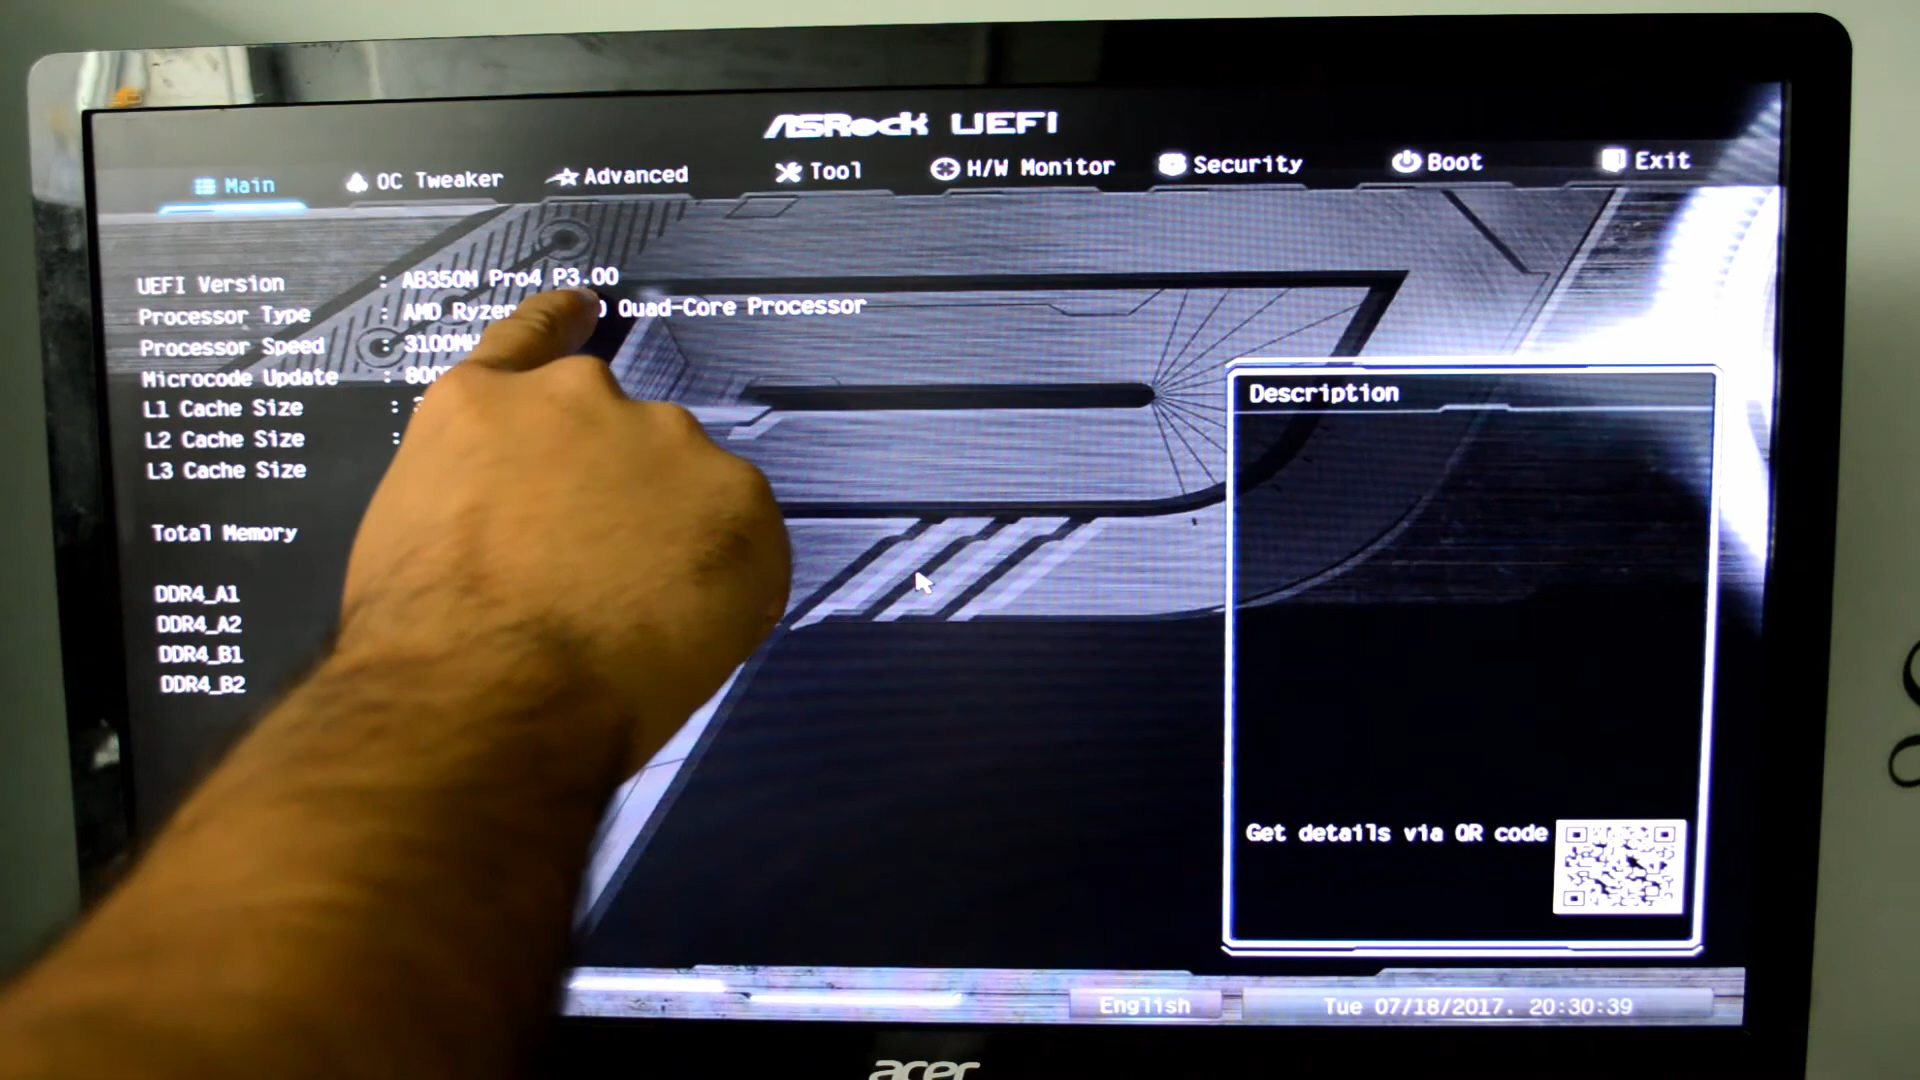 ASRock UEFI
Main OC Tweaker Advanced Tool H/W Monitor Security Boot Exit
UEFI Version : AB350M Pro4 P3.00
Processor Type : AMD Ryzen Quad-Core Processor
Processor Speed : 3100MH
Microcode Update : 800
L1 Cache Size :
L2 Cache Size :
L3 Cache Size
Total Memory
DDR4_A1
DDR4_A2
DDR4_B1
DDR4_B2
Description
Get details via QR code
English Tue 07/18/2017. 20:30:39
acer